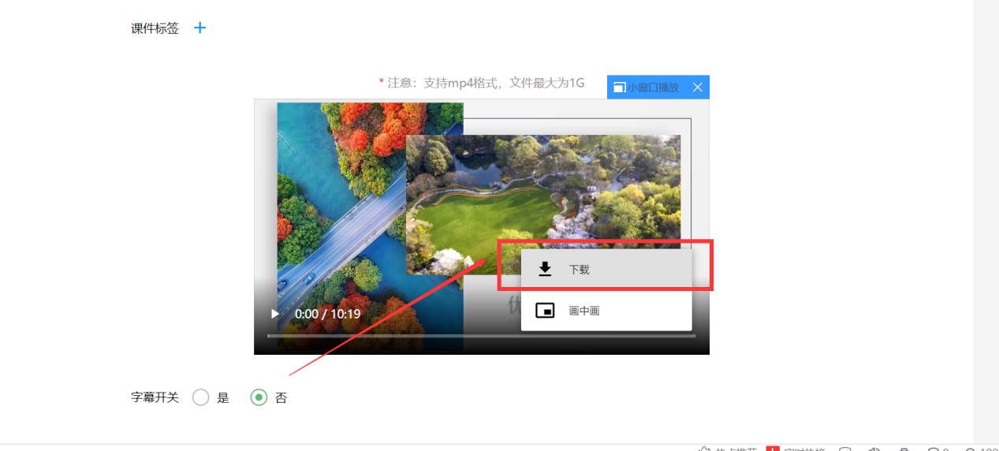 课件标签 +
* 注意：支持mp4格式，文件最大为1G
小窗口播放
下载
优
画中画
0:00 / 10:19
字幕开关 是 否